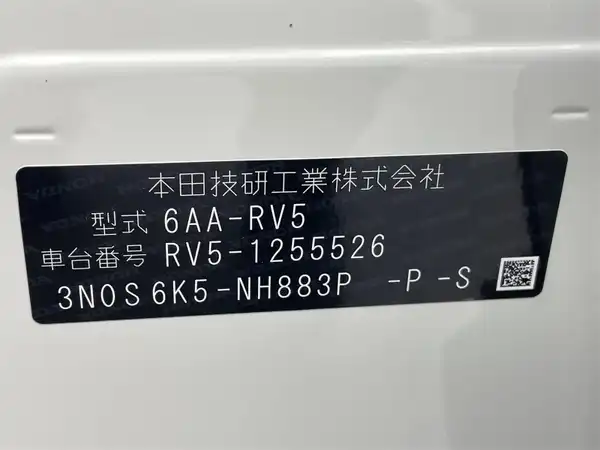 本田技研工業株式会社
型式 6AA-RV5
車台番号 RV5-1255526
3N0S6K5-NH883P -P-S